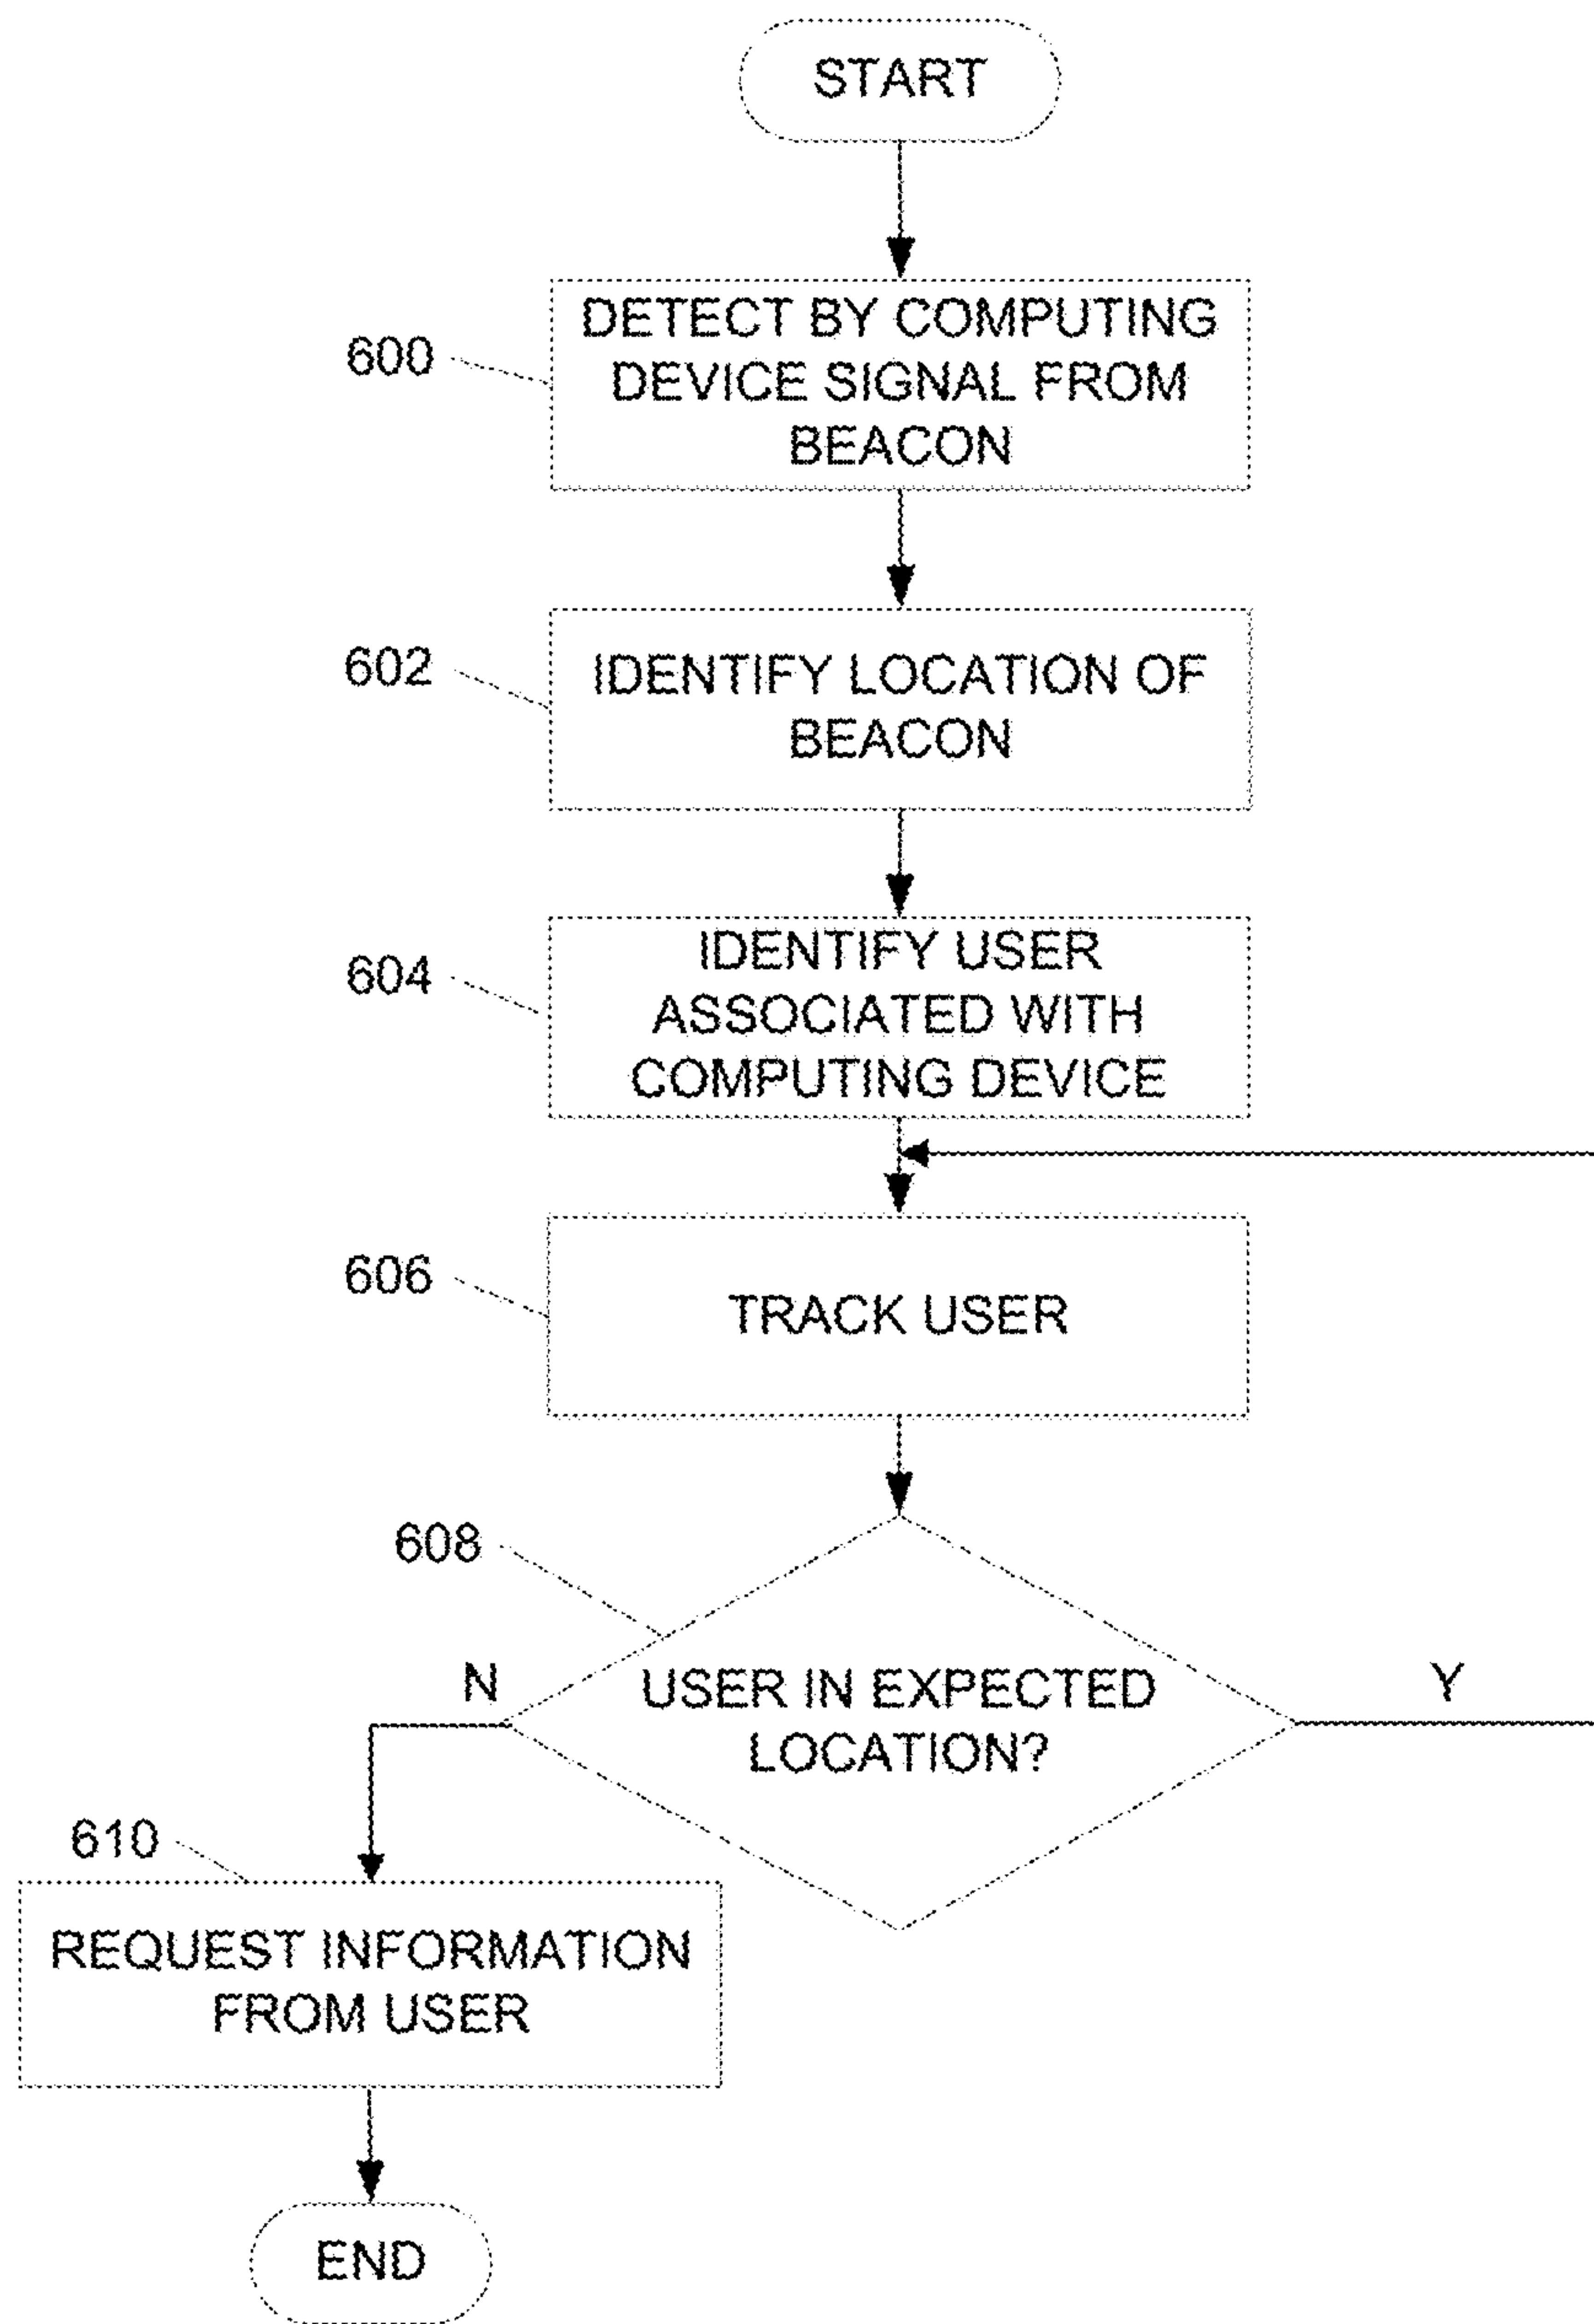 START
600
DETECT BY COMPUTING
DEVICE SIGNAL FROM
BEACON
602
IDENTIFY LOCATION OF
BEACON
604
IDENTIFY USER
ASSOCIATED WITH
COMPUTING DEVICE
606
TRACK USER
608
N
USER IN EXPECTED
LOCATION?
Y
610
REQUEST INFORMATION
FROM USER
END